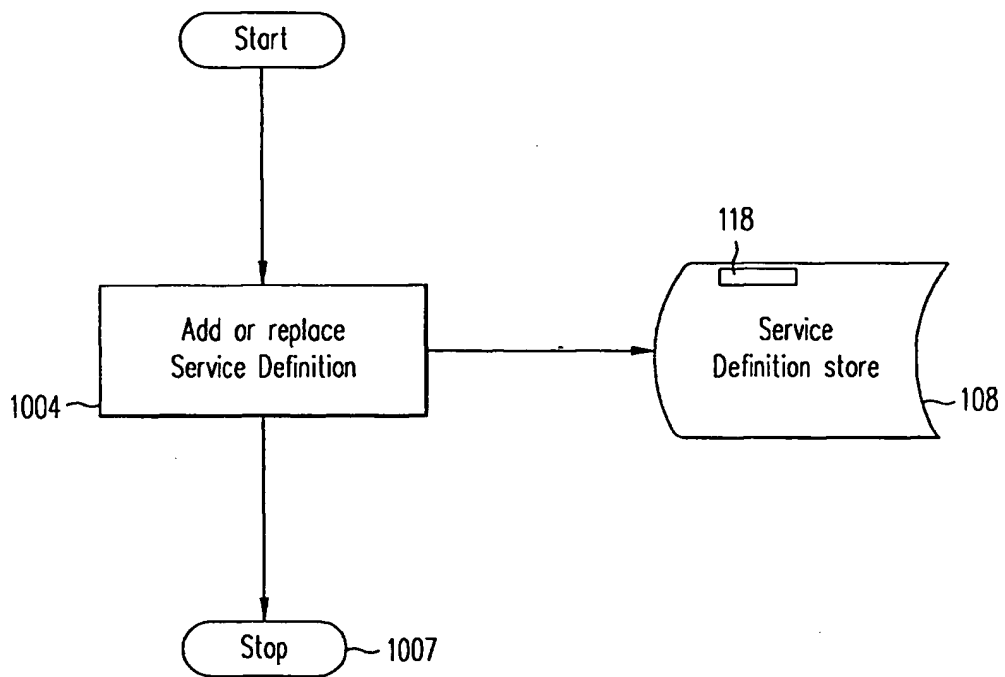 Start
118
Add or replace
Service Definition
Service
Definition store
1004
108
Stop
1007